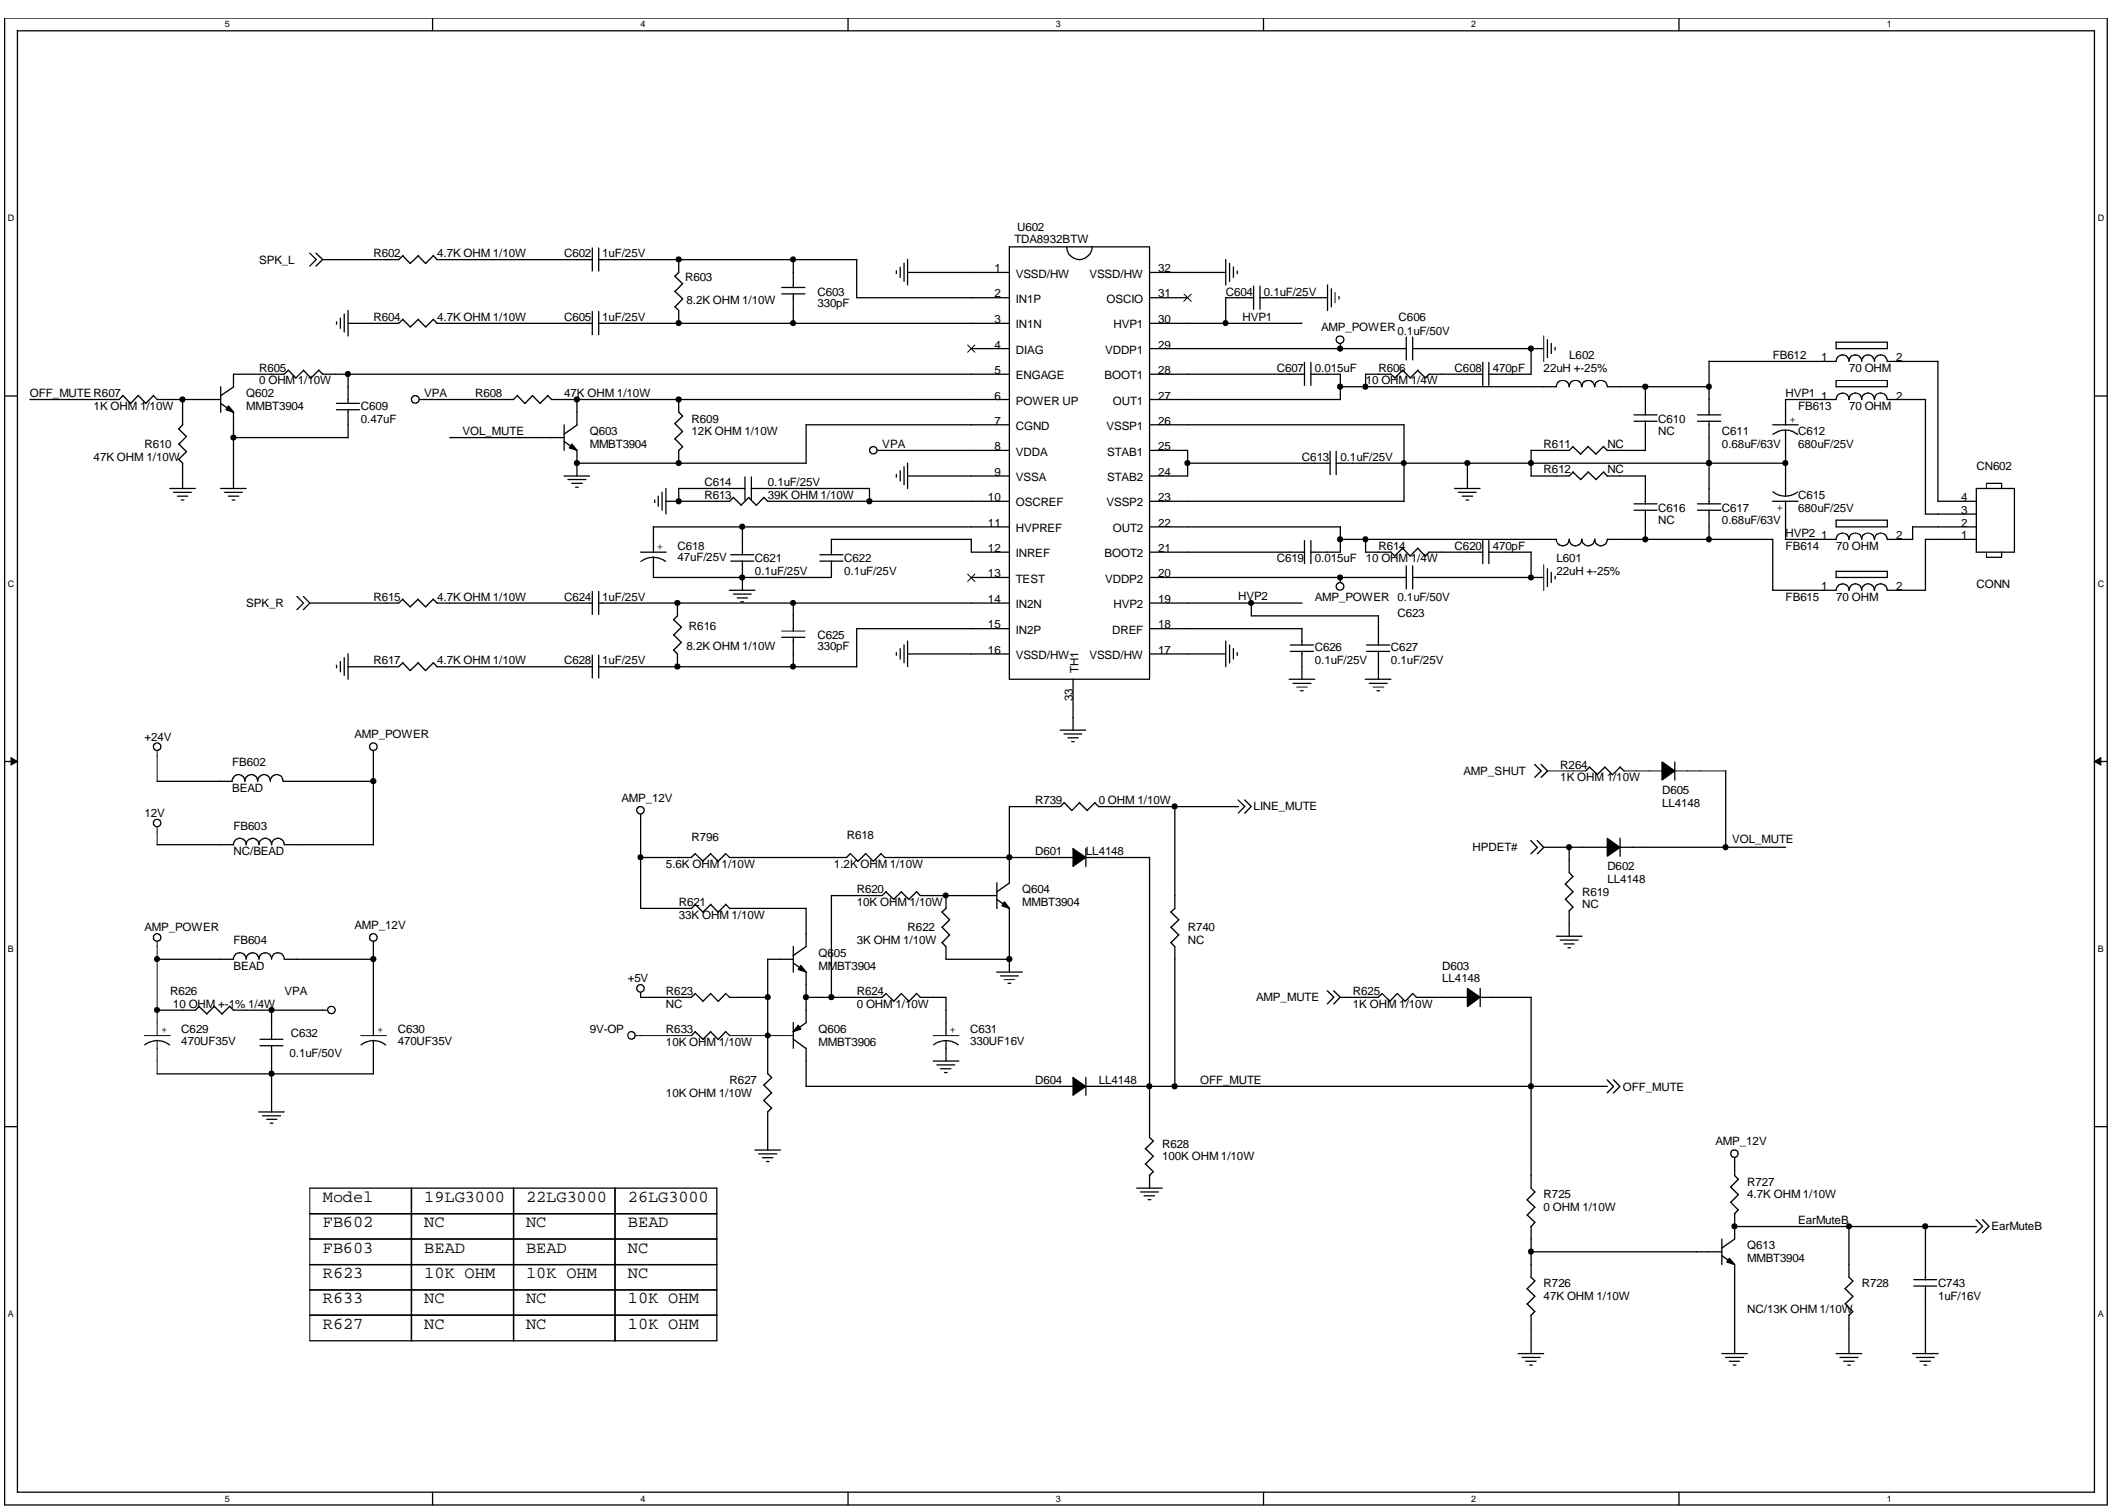 5 4 3 2 1
D D
C C
B B
A A
U602
TDA8932BTW
1 VSSD/HW VSSD/HW 32
2 IN1P OSCIO 31
3 IN1N HVP1 30
4 DIAG VDDP1 29
5 ENGAGE BOOT1 28
6 POWER UP OUT1 27
7 CGND VSSP1 26
8 VDDA STAB1 25
9 VSSA STAB2 24
10 OSCREF VSSP2 23
11 HVPREF OUT2 22
12 INREF BOOT2 21
13 TEST VDDP2 20
14 IN2N HVP2 19
15 IN2P DREF 18
16 VSSD/HW VSSD/HW 17
TH1
33
SPK_L R602 4.7K OHM 1/10W C602 1uF/25V
R603
8.2K OHM 1/10W
C603
330pF
R604 4.7K OHM 1/10W C605 1uF/25V
R605
0 OHM 1/10W
OFF_MUTE R607
1K OHM 1/10W
Q602
MMBT3904
C609
0.47uF
R610
47K OHM 1/10W
VPA R608 47K OHM 1/10W
VOL_MUTE
Q603
MMBT3904
R609
12K OHM 1/10W
VPA
C614 0.1uF/25V
R613 39K OHM 1/10W
C618
47uF/25V
C621
0.1uF/25V
C622
0.1uF/25V
SPK_R R615 4.7K OHM 1/10W C624 1uF/25V
R616
8.2K OHM 1/10W
C625
330pF
R617 4.7K OHM 1/10W C628 1uF/25V
C604 0.1uF/25V
HVP1
AMP_POWER
C606
0.1uF/50V
C607 0.015uF
R606
10 OHM 1/4W
C608 470pF
L602
22uH +-25%
FB612 1 2
70 OHM
HVP1 1 2
FB613 70 OHM
C610
NC
C611
0.68uF/63V
C612
680uF/25V
R611 NC
R612 NC
C613 0.1uF/25V
C616
NC
C617
0.68uF/63V
C615
680uF/25V
CN602
4
3
2
1
CONN
HVP2 1 2
FB614 70 OHM
1 2
FB615 70 OHM
R614
10 OHM 1/4W
C620 470pF
C619 0.015uF
L601
22uH +-25%
AMP_POWER 0.1uF/50V
C623
HVP2
C626
0.1uF/25V
C627
0.1uF/25V
+24V
FB602
BEAD
AMP_POWER
12V
FB603
NC/BEAD
AMP_POWER
FB604
BEAD
AMP_12V
R626
10 OHM +-1% 1/4W
VPA
C629
470UF35V
C632
0.1uF/50V
C630
470UF35V
AMP_12V
R796
5.6K OHM 1/10W
R618
1.2K OHM 1/10W
R739 0 OHM 1/10W
LINE_MUTE
D601 LL4148
R621
33K OHM 1/10W
R620
10K OHM 1/10W
Q604
MMBT3904
R622
3K OHM 1/10W
R740
NC
Q605
MMBT3904
+5V
R623
NC
R624
0 OHM 1/10W
9V-OP R633
10K OHM 1/10W
Q606
MMBT3906
C631
330UF16V
R627
10K OHM 1/10W
D604 LL4148
OFF_MUTE
R628
100K OHM 1/10W
AMP_SHUT R264
1K OHM 1/10W
D605
LL4148
HPDET#
D602
LL4148
VOL_MUTE
R619
NC
AMP_MUTE R625
1K OHM 1/10W
D603
LL4148
OFF_MUTE
R725
0 OHM 1/10W
R726
47K OHM 1/10W
AMP_12V
R727
4.7K OHM 1/10W
EarMuteB
EarMuteB
Q613
MMBT3904
R728
NC/13K OHM 1/10W
C743
1uF/16V
Model 19LG3000 22LG3000 26LG3000
FB602 NC NC BEAD
FB603 BEAD BEAD NC
R623 10K OHM 10K OHM NC
R633 NC NC 10K OHM
R627 NC NC 10K OHM
5 4 3 2 1